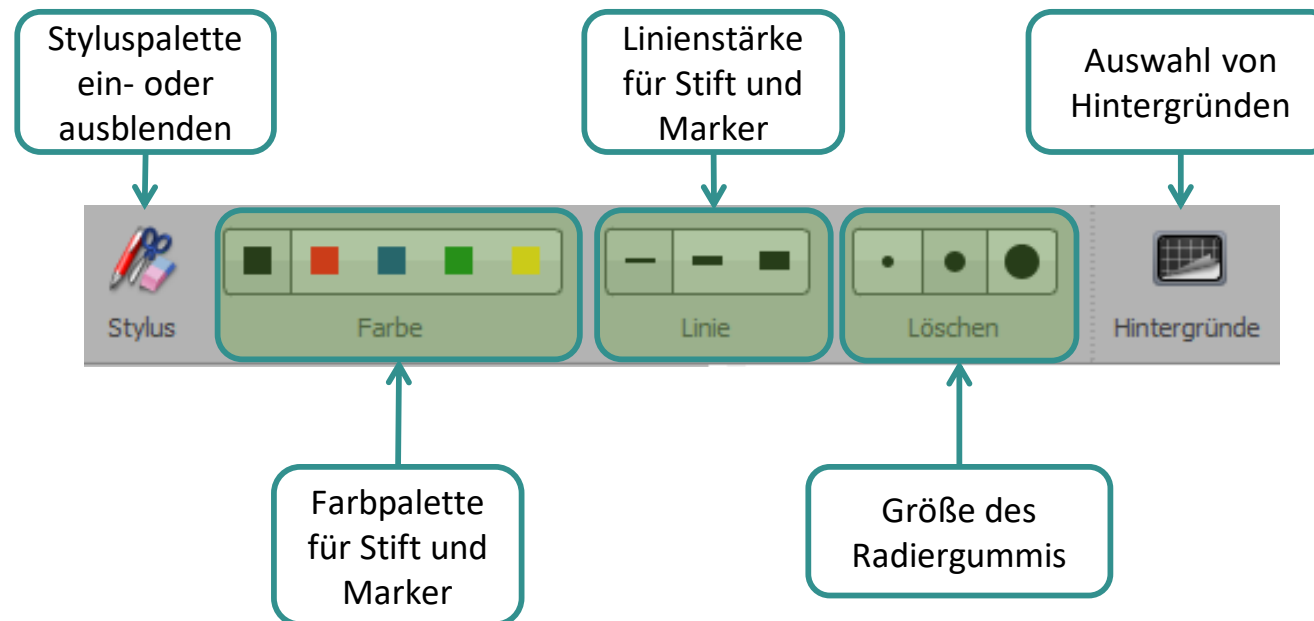 Styluspalette
ein- oder
ausblenden
Linienstärke
für Stift und
Marker
Auswahl von
Hintergründen
Stylus
Farbe
Linie
Löschen
Hintergründe
Farbpalette
für Stift und
Marker
Größe des
Radiergummis